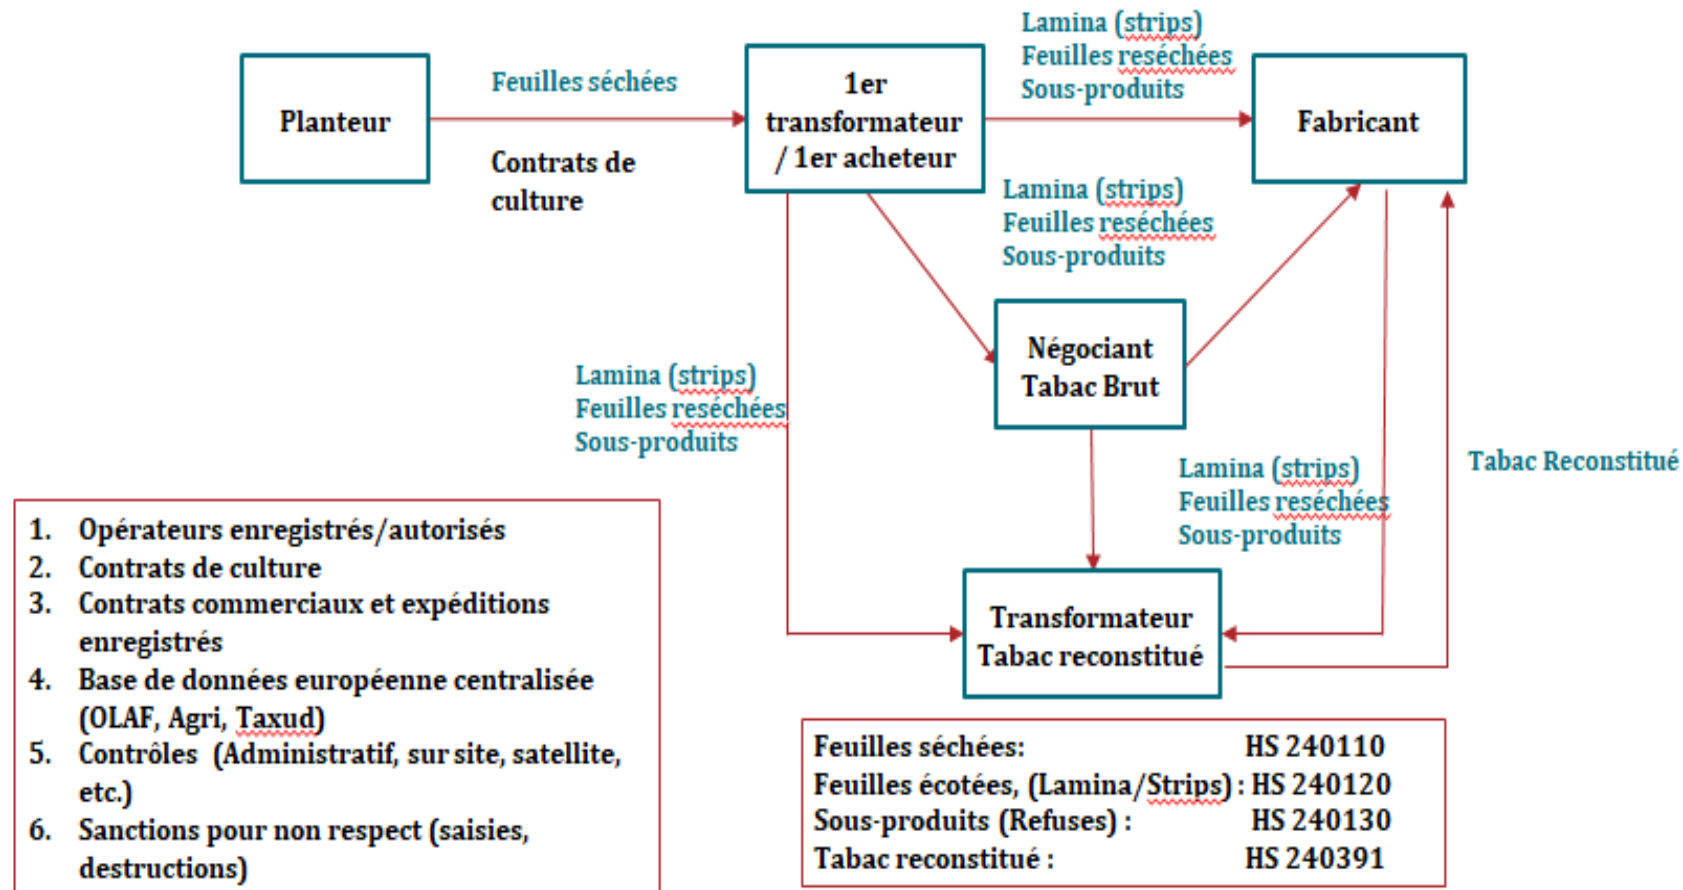 Planteur
Feuilles séchées
Contrats de
culture
1er
transformateur
/ 1er acheteur
Lamina (strips)
Feuilles reséchées
Sous-produits
Fabricant
Lamina (strips)
Feuilles reséchées
Sous-produits
Négociant
Tabac Brut
Lamina (strips)
Feuilles reséchées
Sous-produits
Lamina (strips)
Feuilles reséchées
Sous-produits
Tabac Reconstitué
Transformateur
Tabac reconstitué
1. Opérateurs enregistrés/autorisés
2. Contrats de culture
3. Contrats commerciaux et expéditions
enregistrés
4. Base de données européenne centralisée
(OLAF, Agri, Taxud)
5. Contrôles (Administratif, sur site, satellite,
etc.)
6. Sanctions pour non respect (saisies,
destructions)
Feuilles séchées: HS 240110
Feuilles écotées, (Lamina/Strips) : HS 240120
Sous-produits (Refuses) : HS 240130
Tabac reconstitué : HS 240391